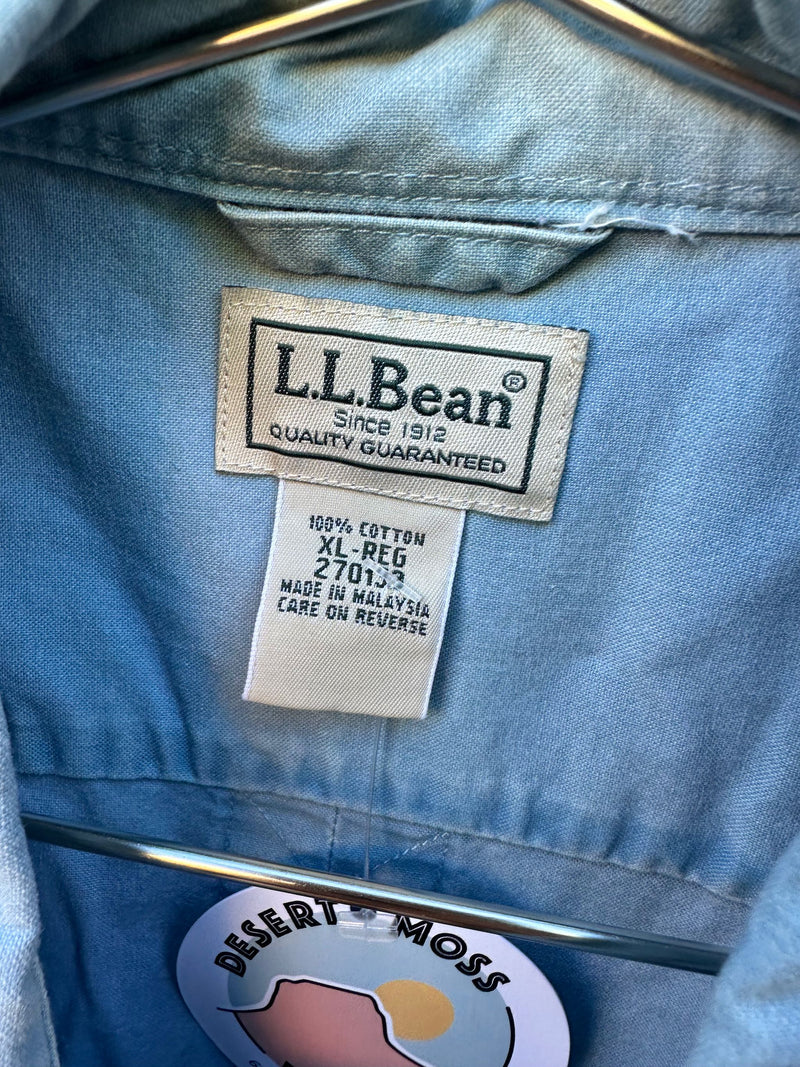 L.L.Bean®
Since 1912
QUALITY GUARANTEED
100% COTTON
XL-REG
MADE IN MALAYSIA
CARE ON REVERSE
DESERT MOSS